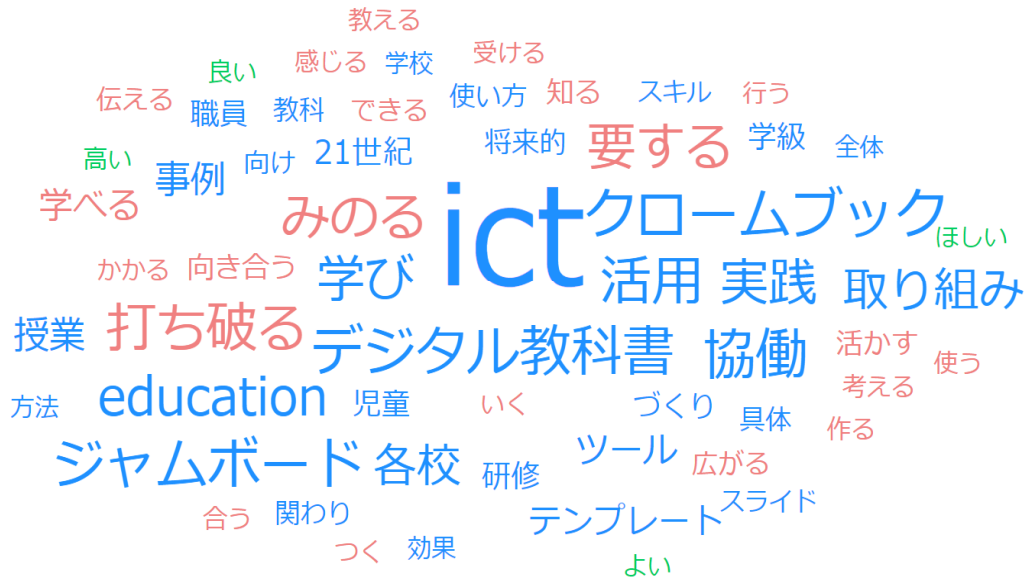 教える
良い 感じる 学校 受ける
伝える 職員 教科 できる 使い方 知る スキル 行う
高い 事例 向け 21世紀 将来的 要する 学級 全体
学べる みのる ict クロームブック ほしい
かかる 向き合う 学び 活用 実践 取り組み
授業 打ち破る デジタル教科書 協働 活かす 使う
方法 education 児童 いく づくり 具体 考える 作る
ジャムボード 各校 研修 ツール 広がる
合う 関わり テンプレート スライド
つく 効果 よい